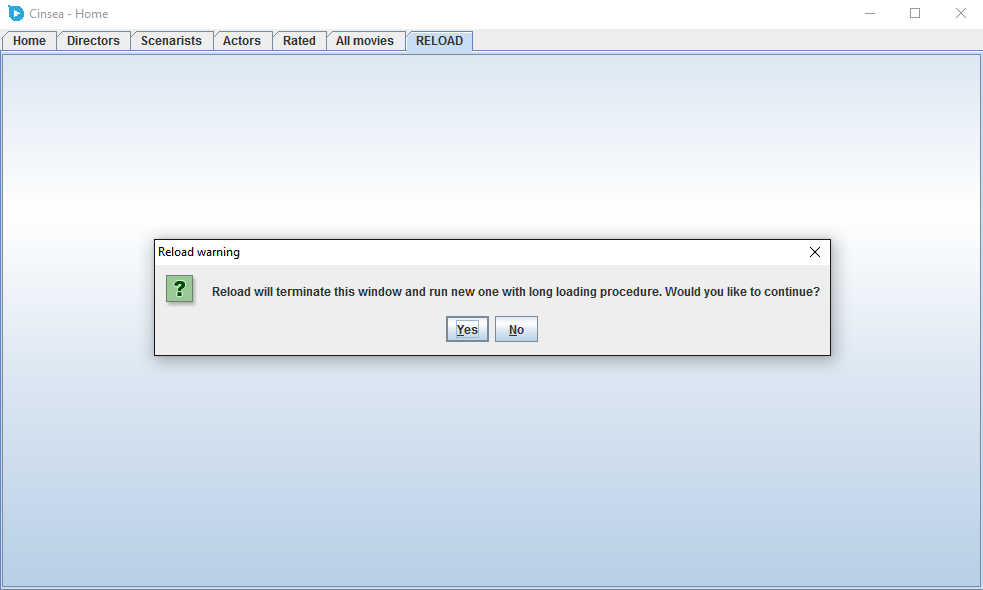 Cinsea - Home
Home Directors Scenarists Actors Rated All movies RELOAD
Reload warning
? Reload will terminate this window and run new one with long loading procedure. Would you like to continue?
Yes No